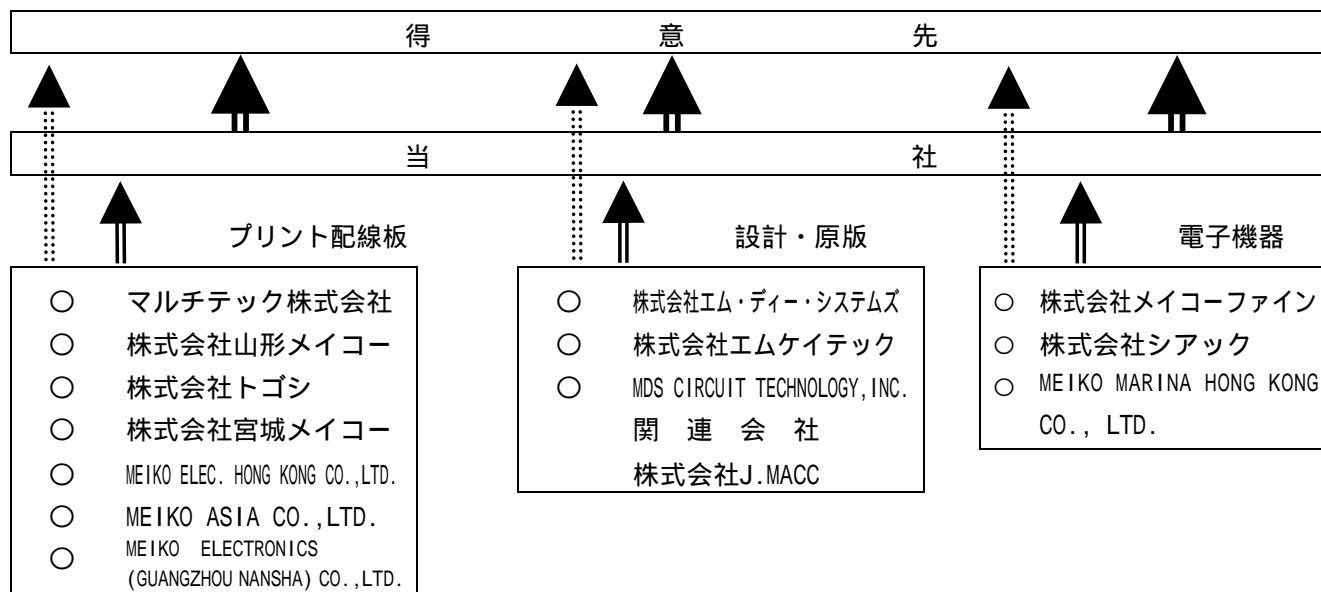 得意先
当社
プリント配線板
○ マルチテック株式会社
○ 株式会社山形メイコー
○ 株式会社トゴシ
○ 株式会社宮城メイコー
○ MEIKO ELEC. HONG KONG CO.,LTD.
○ MEIKO ASIA CO.,LTD.
○ MEIKO ELECTRONICS
(GUANGZHOU NANSHA) CO.,LTD.
設計・原版
○ 株式会社エム・ディー・システムズ
○ 株式会社エムケイテック
○ MDS CIRCUIT TECHNOLOGY,INC.
関連会社
株式会社J.MACC
電子機器
○ 株式会社メイコーファイン
○ 株式会社シアック
○ MEIKO MARINA HONG KONG
CO., LTD.